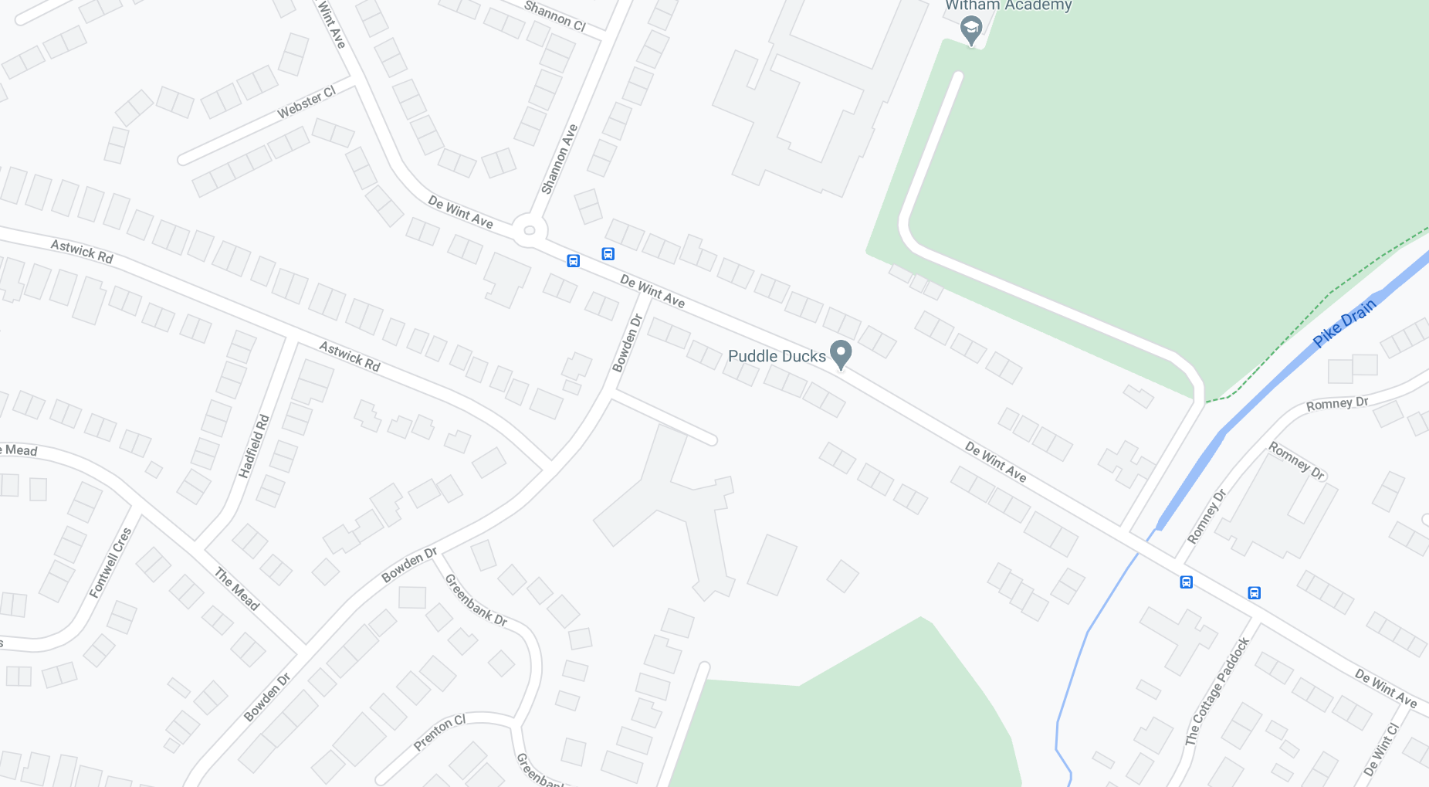 Witham Academy
Shannon Cl
Wint Ave
Webster Cl
Shannon Ave
De Wint Ave
Astwick Rd
De Wint Ave
Pike Drain
Bowden Dr
Puddle Ducks
Astwick Rd
Romney Dr
Hadfield Rd
e Mead
De Wint Ave
Romney Dr
Romney Dr
Fontwell Cres
Bowden Dr
The Mead
Greenbank Dr
s
The Cottage Paddock
De Wint Ave
Bowden Dr
Prenton Cl
De Wint Cl
Greenbank